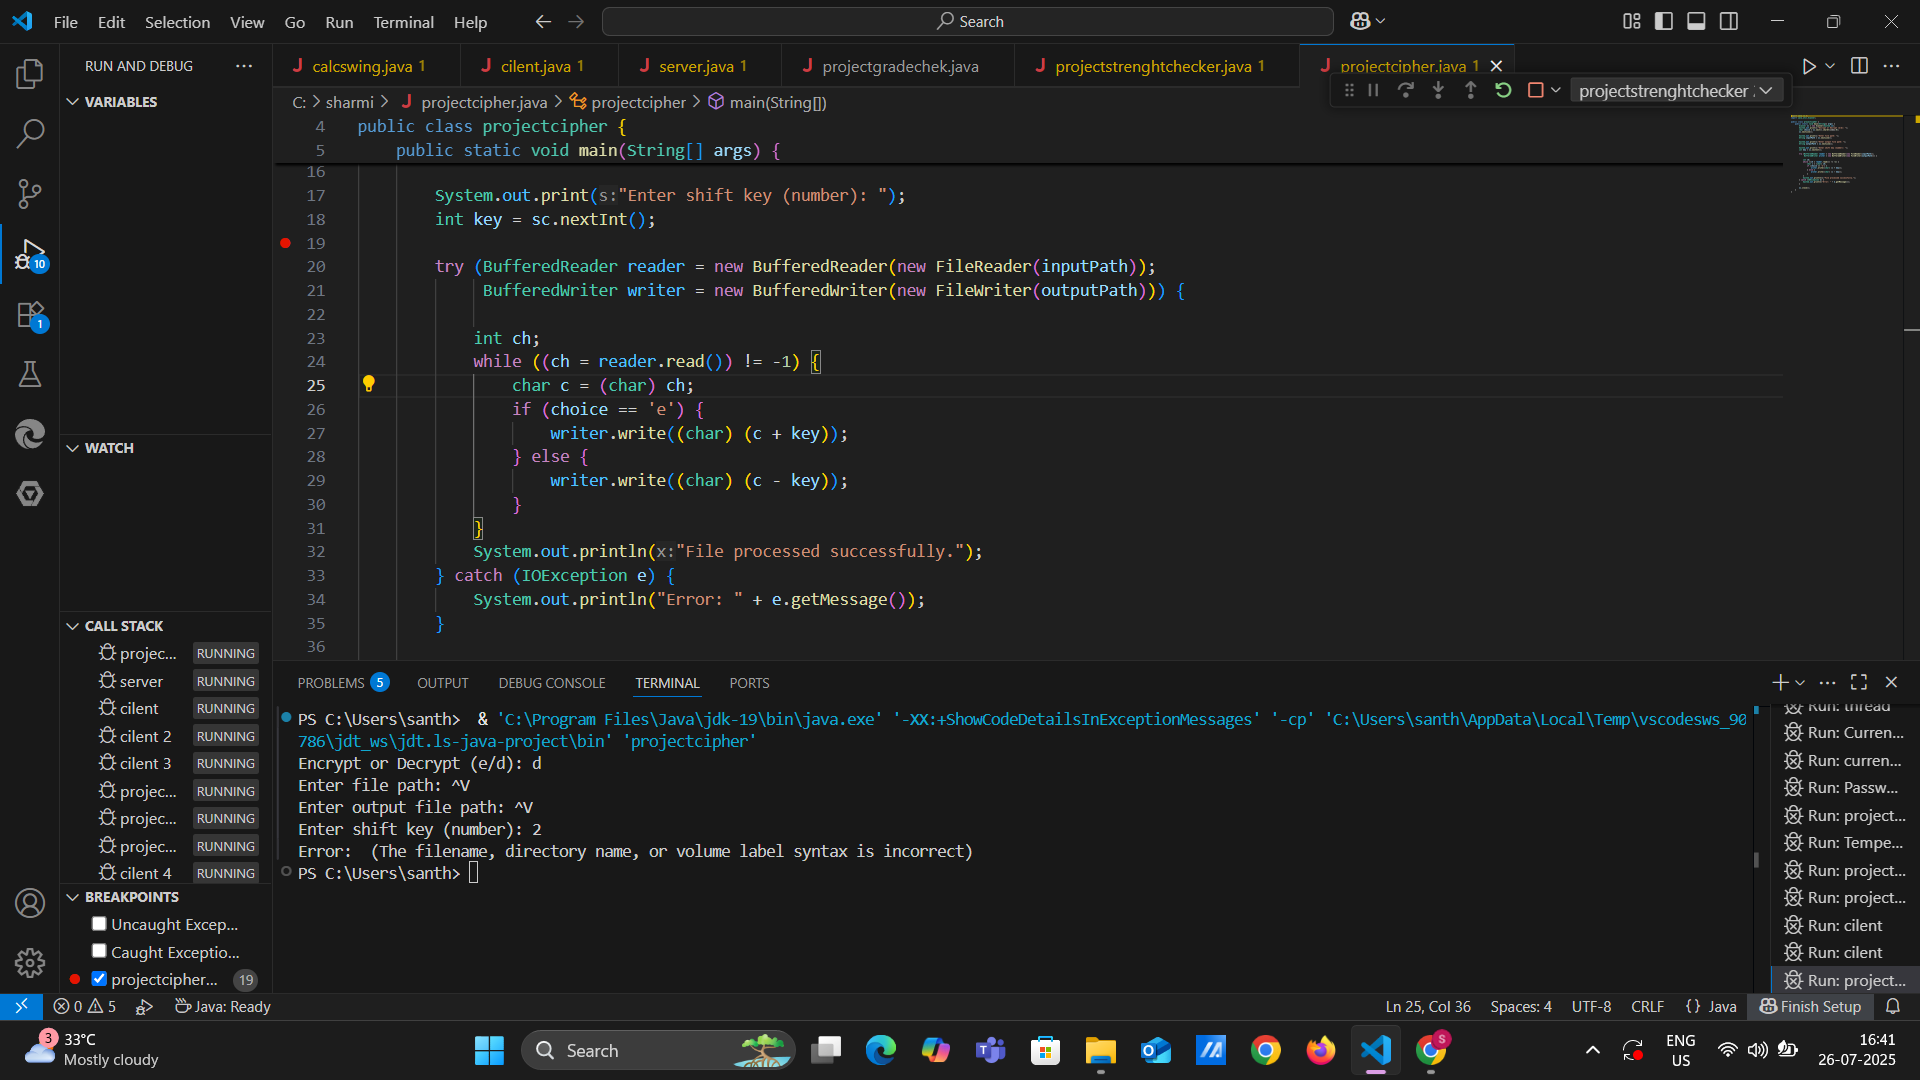 File Edit Selection View Go Run Terminal Help
Search
RUN AND DEBUG
calcswing.java 1
cilent.java 1
server.java 1
projectgradechek.java
projectstrenghtchecker.java 1
projectcipher.java 1
projectstrenghtchecker
VARIABLES
C: > sharmi > projectcipher.java > projectcipher > main(String[])
4 public class projectcipher {
5 public static void main(String[] args) {
16
17 System.out.print(s:"Enter shift key (number): ");
18 int key = sc.nextInt();
19
20 try (BufferedReader reader = new BufferedReader(new FileReader(inputPath));
21 BufferedWriter writer = new BufferedWriter(new FileWriter(outputPath))) {
22
23 int ch;
24 while ((ch = reader.read()) != -1) {
25 char c = (char) ch;
26 if (choice == 'e') {
27 writer.write((char) (c + key));
28 } else {
29 writer.write((char) (c - key));
30 }
31 }
32 System.out.println(x:"File processed successfully.");
33 } catch (IOException e) {
34 System.out.println("Error: " + e.getMessage());
35 }
36
10
1
WATCH
CALL STACK
projec... RUNNING
server RUNNING
cilent RUNNING
cilent 2 RUNNING
cilent 3 RUNNING
projec... RUNNING
projec... RUNNING
projec... RUNNING
cilent 4 RUNNING
BREAKPOINTS
Uncaught Excep...
Caught Exceptio...
projectcipher... 19
PROBLEMS 5 OUTPUT DEBUG CONSOLE TERMINAL PORTS
PS C:\Users\santh> & 'C:\Program Files\Java\jdk-19\bin\java.exe' '-XX:+ShowCodeDetailsInExceptionMessages' '-cp' 'C:\Users\santh\AppData\Local\Temp\vscodesws_90
786\jdt_ws\jdt.ls-java-project\bin' 'projectcipher'
Encrypt or Decrypt (e/d): d
Enter file path: ^V
Enter output file path: ^V
Enter shift key (number): 2
Error: (The filename, directory name, or volume label syntax is incorrect)
PS C:\Users\santh>
Run: thread
Run: Curren...
Run: curren...
Run: Passw...
Run: project...
Run: Tempe...
Run: project...
Run: project...
Run: cilent
Run: cilent
Run: project...
0 5 Java: Ready
Ln 25, Col 36 Spaces: 4 UTF-8 CRLF {} Java Finish Setup
3
33°C
Mostly cloudy
Search
S
ENG
US
16:41
26-07-2025